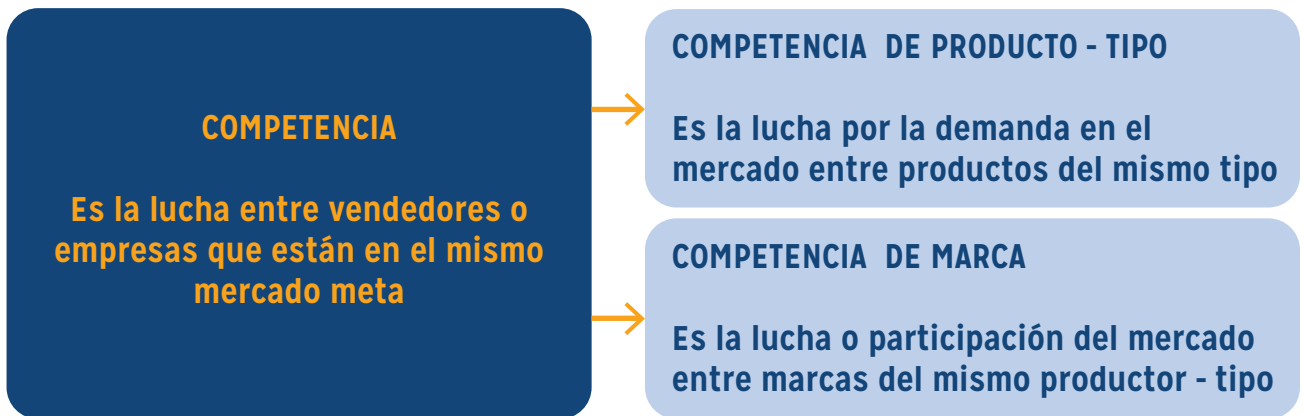 COMPETENCIA
Es la lucha entre vendedores o
empresas que están en el mismo
mercado meta
COMPETENCIA DE PRODUCTO - TIPO
Es la lucha por la demanda en el
mercado entre productos del mismo tipo
COMPETENCIA DE MARCA
Es la lucha o participación del mercado
entre marcas del mismo productor - tipo